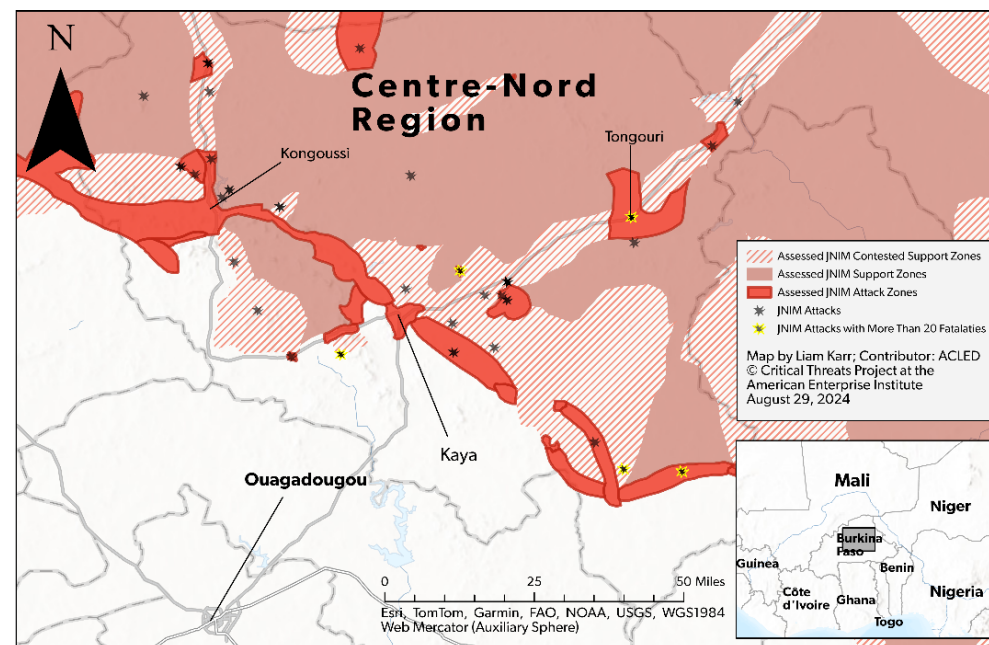 N
Centre-Nord
Region
Kongoussi
Tongouri
Assessed JNIM Contested Support Zones
Assessed JNIM Support Zones
Assessed JNIM Attack Zones
JNIM Attacks
JNIM Attacks with More Than 20 Fatalaties
Map by Liam Karr; Contributor: ACLED
© Critical Threats Project at the
American Enterprise Institute
August 29, 2024
Kaya
Ouagadougou
0 25 50 Miles
Esri, TomTom, Garmin, FAO, NOAA, USGS, WGS1984
Web Mercator (Auxiliary Sphere)
Mali
Niger
Burkina
Faso
Guinea
Benin
Côte
d'Ivoire
Ghana
Nigeria
Togo